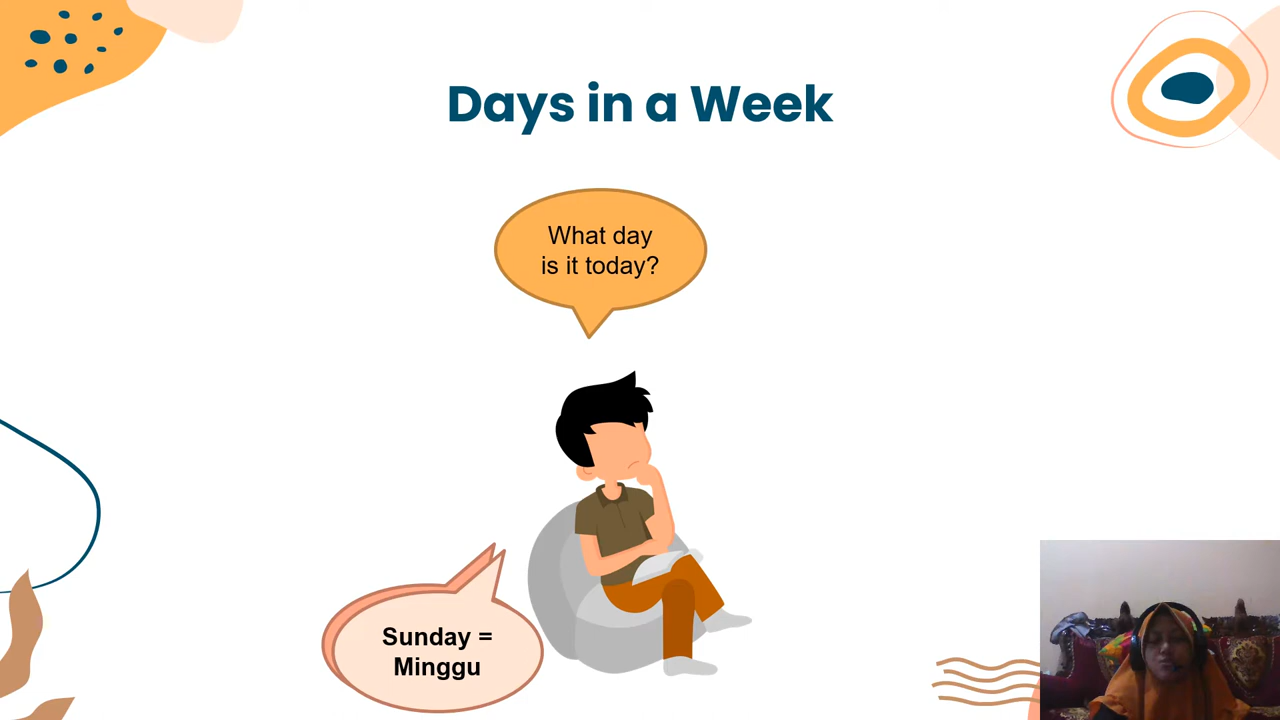 Days in a Week
What day
is it today?
Sunday =
Minggu